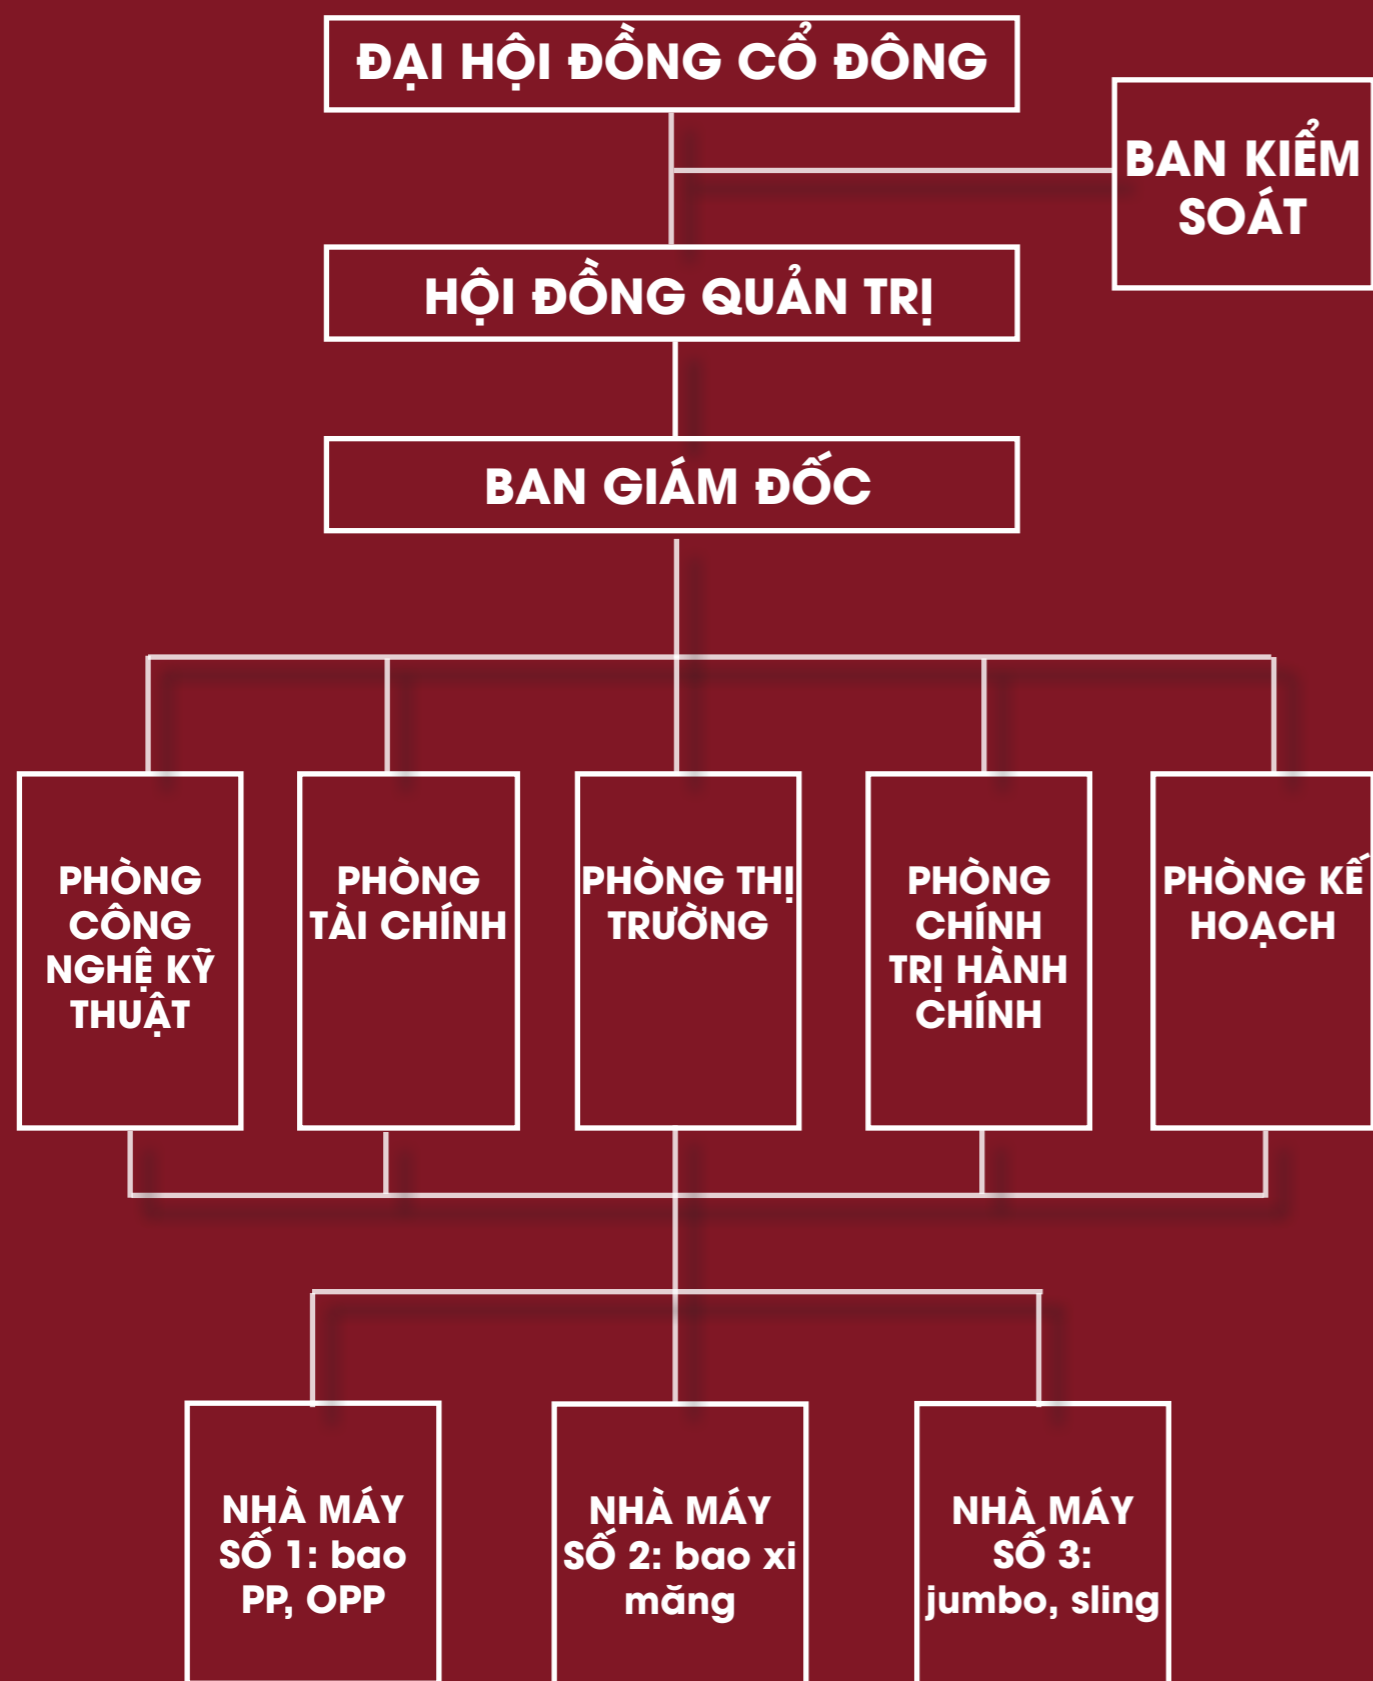 ĐẠI HỘI ĐỒNG CỔ ĐÔNG
BAN KIỂM
SOÁT
HỘI ĐỒNG QUẢN TRỊ
BAN GIÁM ĐỐC
PHÒNG
CÔNG
NGHỆ KỸ
THUẬT
PHÒNG
TÀI CHÍNH
PHÒNG THỊ
TRƯỜNG
PHÒNG
CHÍNH
TRỊ HÀNH
CHÍNH
PHÒNG KẾ
HOẠCH
NHÀ MÁY
SỐ 1: bao
PP, OPP
NHÀ MÁY
SỐ 2: bao xi
măng
NHÀ MÁY
SỐ 3:
jumbo, sling